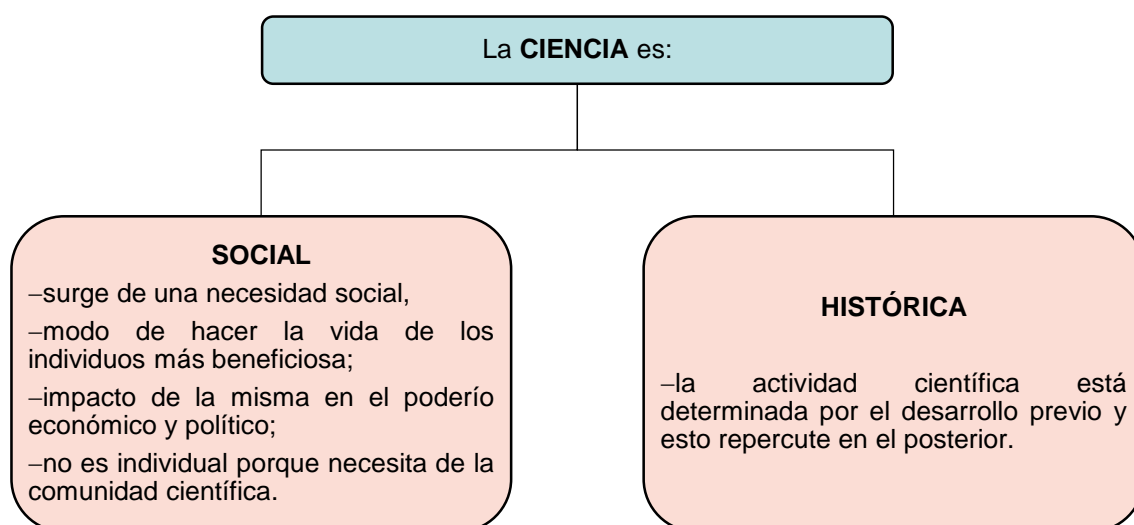 La CIENCIA es:
SOCIAL
–surge de una necesidad social,
–modo de hacer la vida de los
individuos más beneficiosa;
–impacto de la misma en el poderío
económico y político;
–no es individual porque necesita de la
comunidad científica.
HISTÓRICA
–la actividad científica está
determinada por el desarrollo previo y
esto repercute en el posterior.